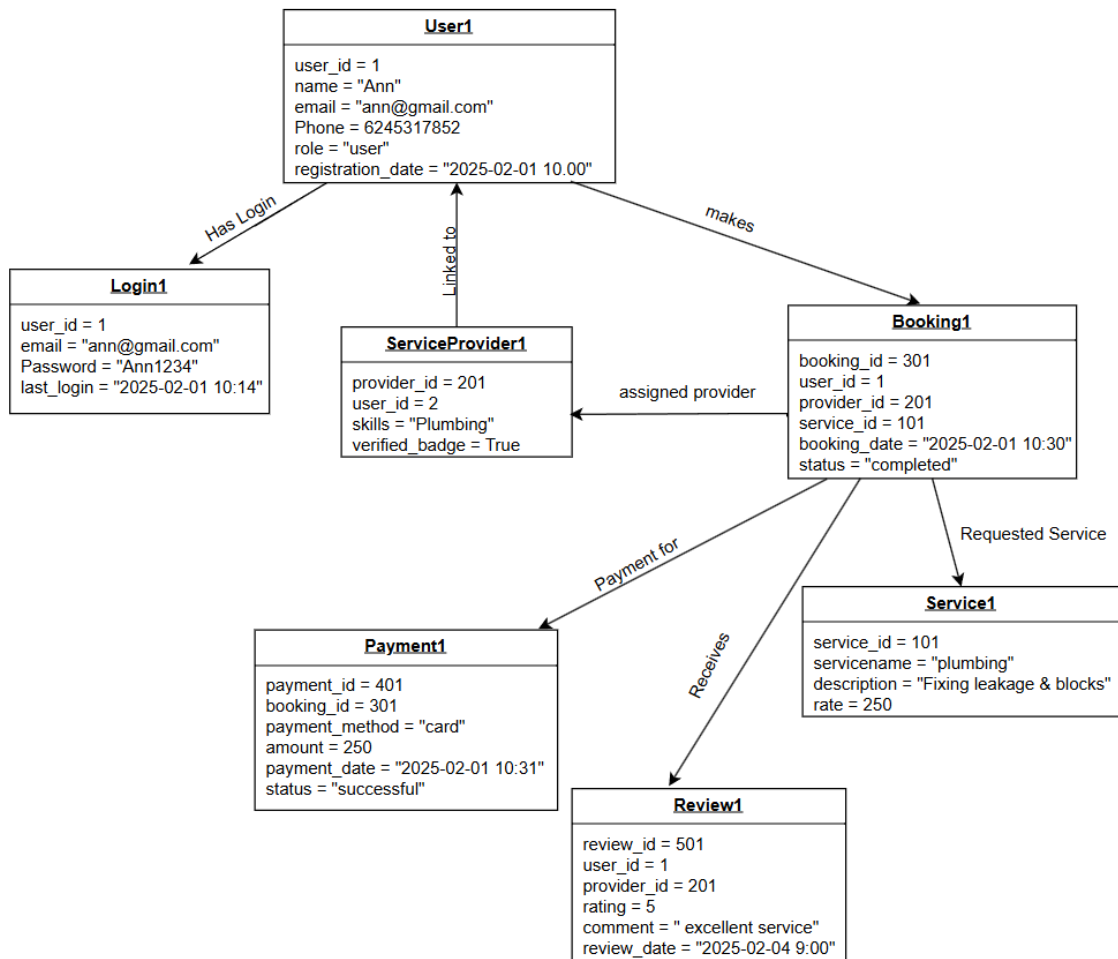 User1
user_id = 1
name = "Ann"
email = "ann@gmail.com"
Phone = 6245317852
role = "user"
registration_date = "2025-02-01 10.00"
Has Login
Linked to
makes
Login1
user_id = 1
email = "ann@gmail.com"
Password = "Ann1234"
last_login = "2025-02-01 10:14"
ServiceProvider1
provider_id = 201
user_id = 2
skills = "Plumbing"
verified_badge = True
assigned provider
Booking1
booking_id = 301
user_id = 1
provider_id = 201
service_id = 101
booking_date = "2025-02-01 10:30"
status = "completed"
Payment for
Receives
Requested Service
Service1
service_id = 101
servicename = "plumbing"
description = "Fixing leakage & blocks"
rate = 250
Payment1
payment_id = 401
booking_id = 301
payment_method = "card"
amount = 250
payment_date = "2025-02-01 10:31"
status = "successful"
Review1
review_id = 501
user_id = 1
provider_id = 201
rating = 5
comment = " excellent service"
review_date = "2025-02-04 9:00"